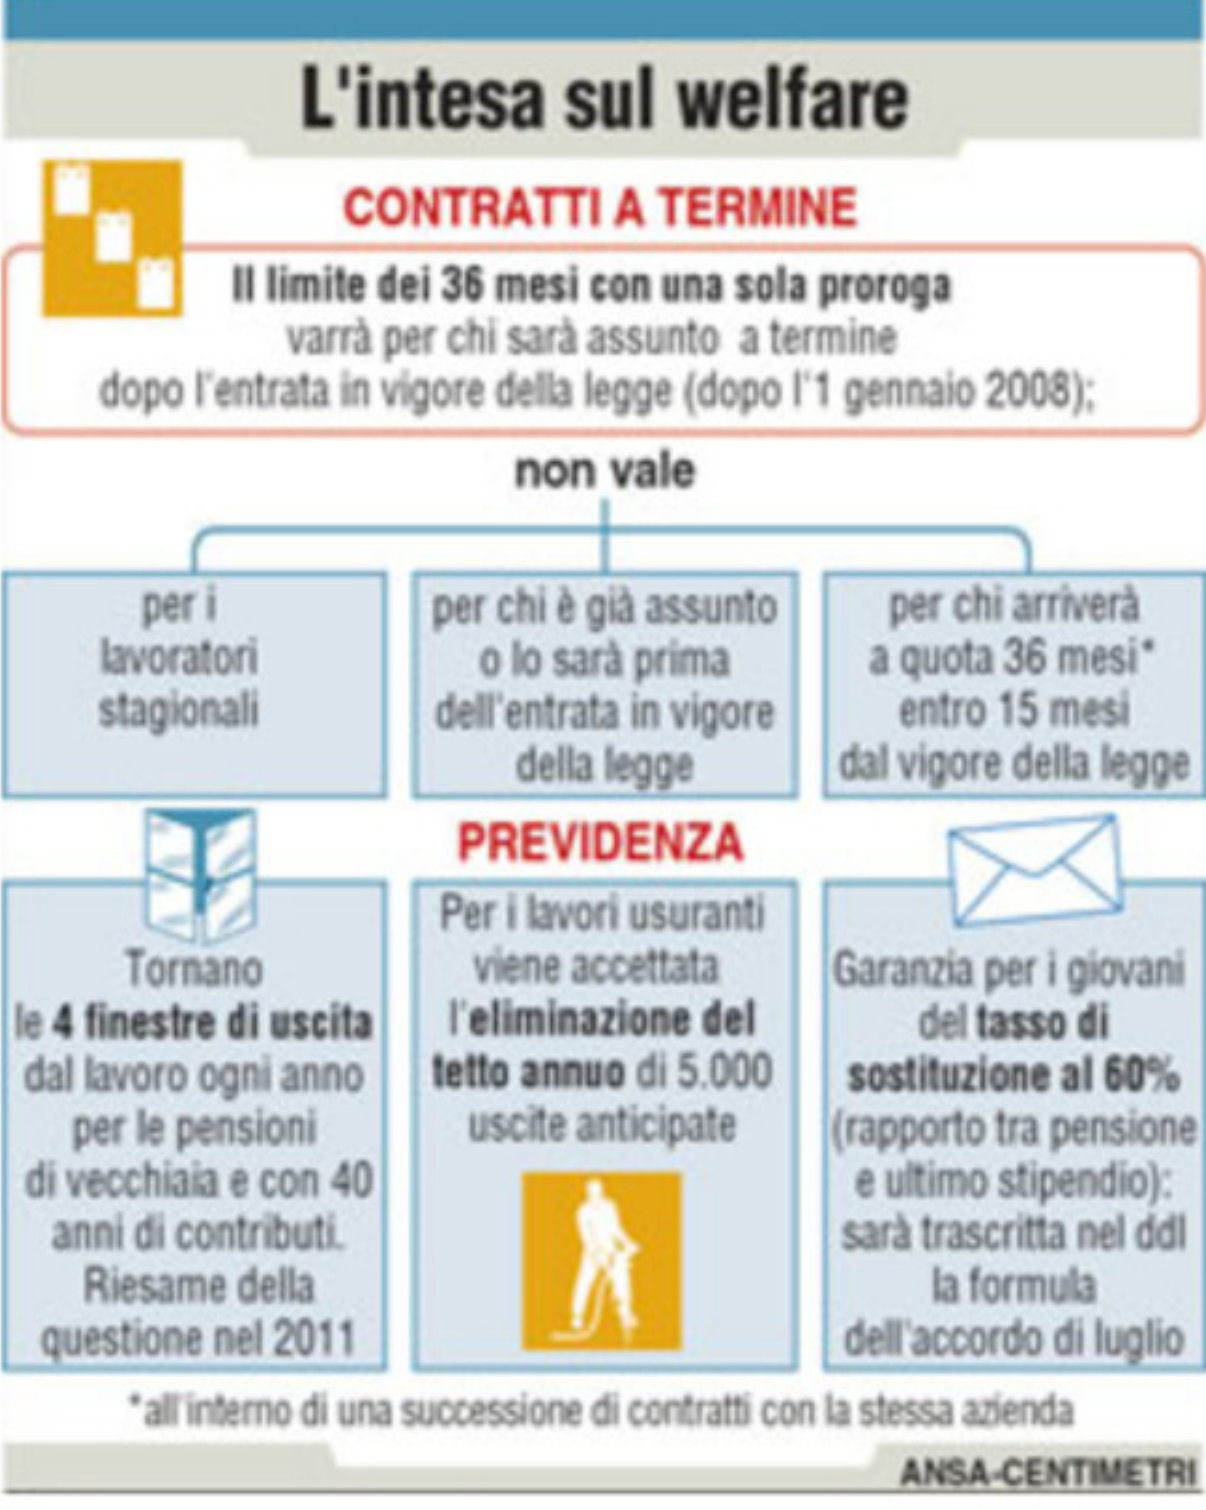 L'intesa sul welfare
CONTRATTI A TERMINE
Il limite dei 36 mesi con una sola proroga
varrà per chi sarà assunto a termine
dopo l'entrata in vigore della legge (dopo l'1 gennaio 2008);
non vale
per i
lavoratori
stagionali
per chi è già assunto
o lo sarà prima
dell'entrata in vigore
della legge
per chi arriverà
a quota 36 mesi*
entro 15 mesi
dal vigore della legge
PREVIDENZA
Tornano
le 4 finestre di uscita
dal lavoro ogni anno
per le pensioni
di vecchiaia e con 40
anni di contributi.
Riesame della
questione nel 2011
Per i lavori usuranti
viene accettata
l'eliminazione del
tetto annuo di 5.000
uscite anticipate
Garanzia per i giovani
del tasso di
sostituzione al 60%
(rapporto tra pensione
e ultimo stipendio):
sarà trascritta nel ddl
la formula
dell'accordo di luglio
*all'interno di una successione di contratti con la stessa azienda
ANSA-CENTIMETRI